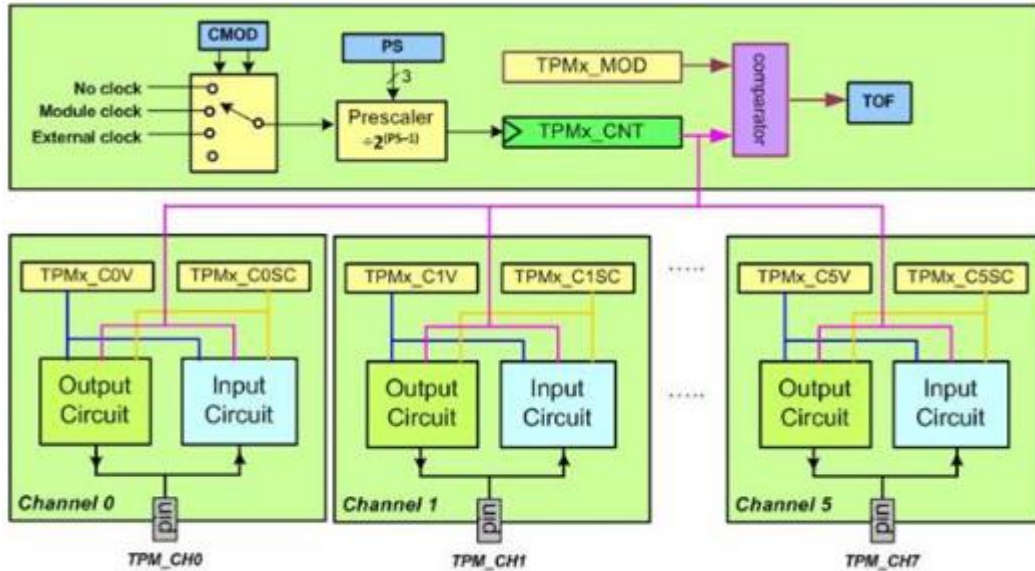 CMOD
PS
3
No clock
Module clock
External clock
Prescaler
÷2(PS-1)
TPMx_MOD
TPMx_CNT
comparator
TOF
TPMx_C0V
TPMx_C0SC
Output
Circuit
Input
Circuit
Channel 0
pin
TPM_CH0
TPMx_C1V
TPMx_C1SC
Output
Circuit
Input
Circuit
Channel 1
pin
TPM_CH1
.....
.....
TPMx_C5V
TPMx_C5SC
Output
Circuit
Input
Circuit
Channel 5
pin
TPM_CH7